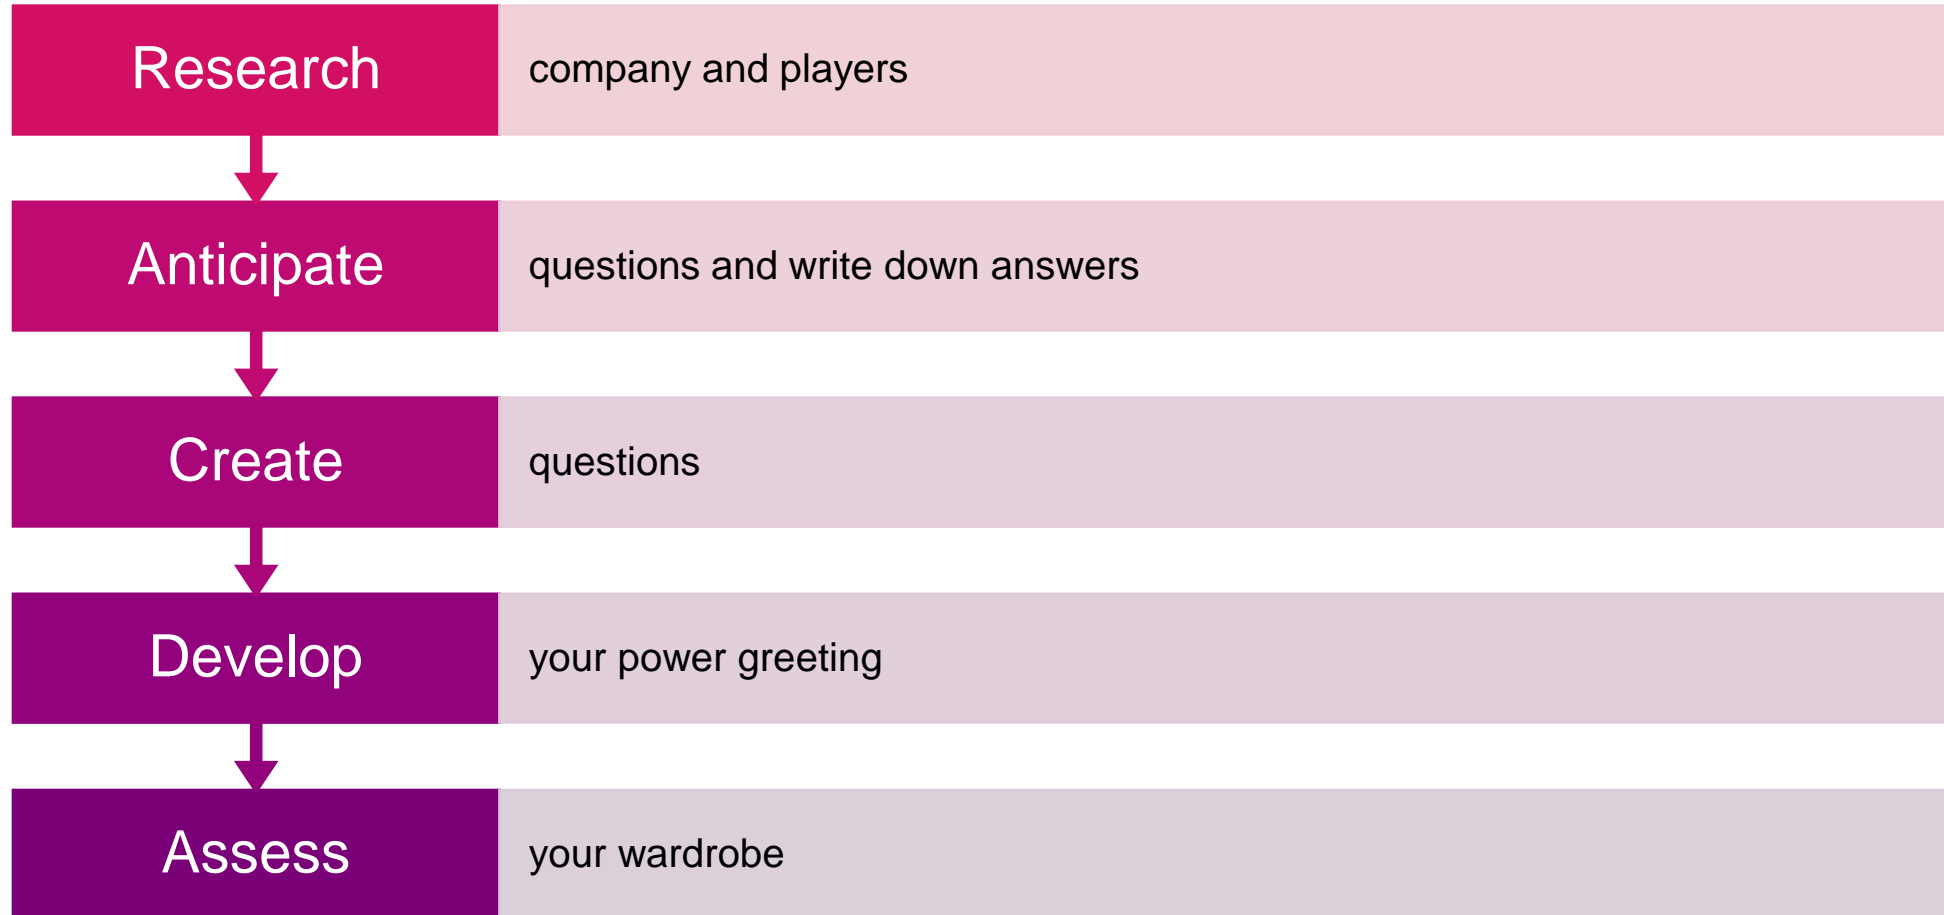 Research
company and players
Anticipate
questions and write down answers
Create
questions
Develop
your power greeting
Assess
your wardrobe